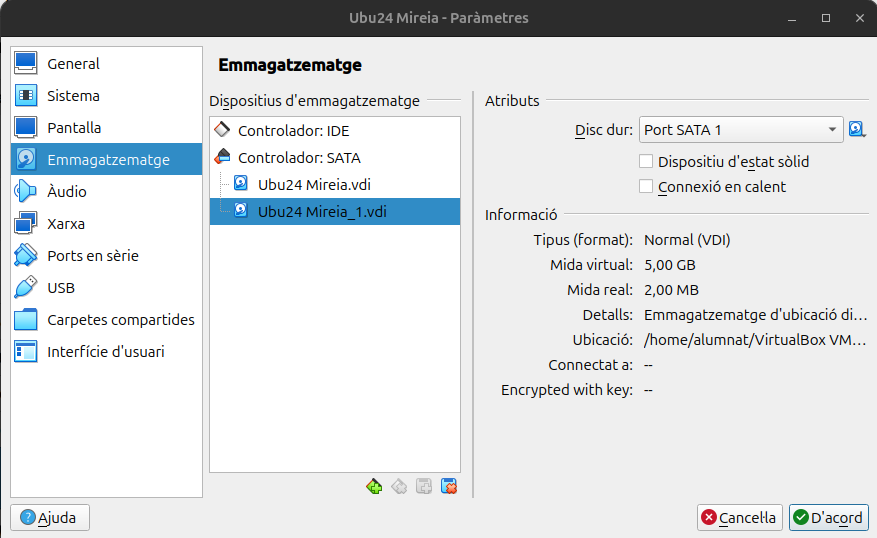 Ubu24 Mireia - Paràmetres
General
Sistema
Pantalla
Emmagatzematge
Àudio
Xarxa
Ports en sèrie
USB
Carpetes compartides
Interfície d'usuari
Emmagatzematge
Dispositius d'emmagatzematge
Controlador: IDE
Controlador: SATA
Ubu24 Mireia.vdi
Ubu24 Mireia_1.vdi
Atributs
Disc dur: Port SATA 1
Dispositiu d'estat sòlid
Connexió en calent
Informació
Tipus (format): Normal (VDI)
Mida virtual: 5,00 GB
Mida real: 2,00 MB
Detalls: Emmagatzematge d'ubicació di...
Ubicació: /home/alumnat/VirtualBox VM...
Connectat a: --
Encrypted with key: --
Ajuda
Cancel·la
D'acord